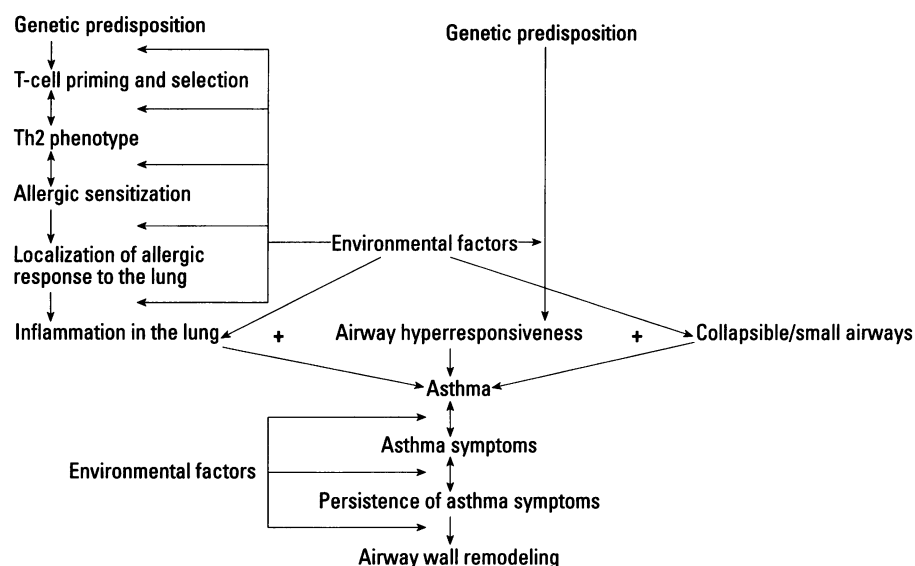 Genetic predisposition
T-cell priming and selection
Th2 phenotype
Allergic sensitization
Localization of allergic
response to the lung
Inflammation in the lung
Genetic predisposition
Environmental factors
+
Airway hyperresponsiveness
+
Collapsible/small airways
Asthma
Asthma symptoms
Environmental factors
Persistence of asthma symptoms
Airway wall remodeling